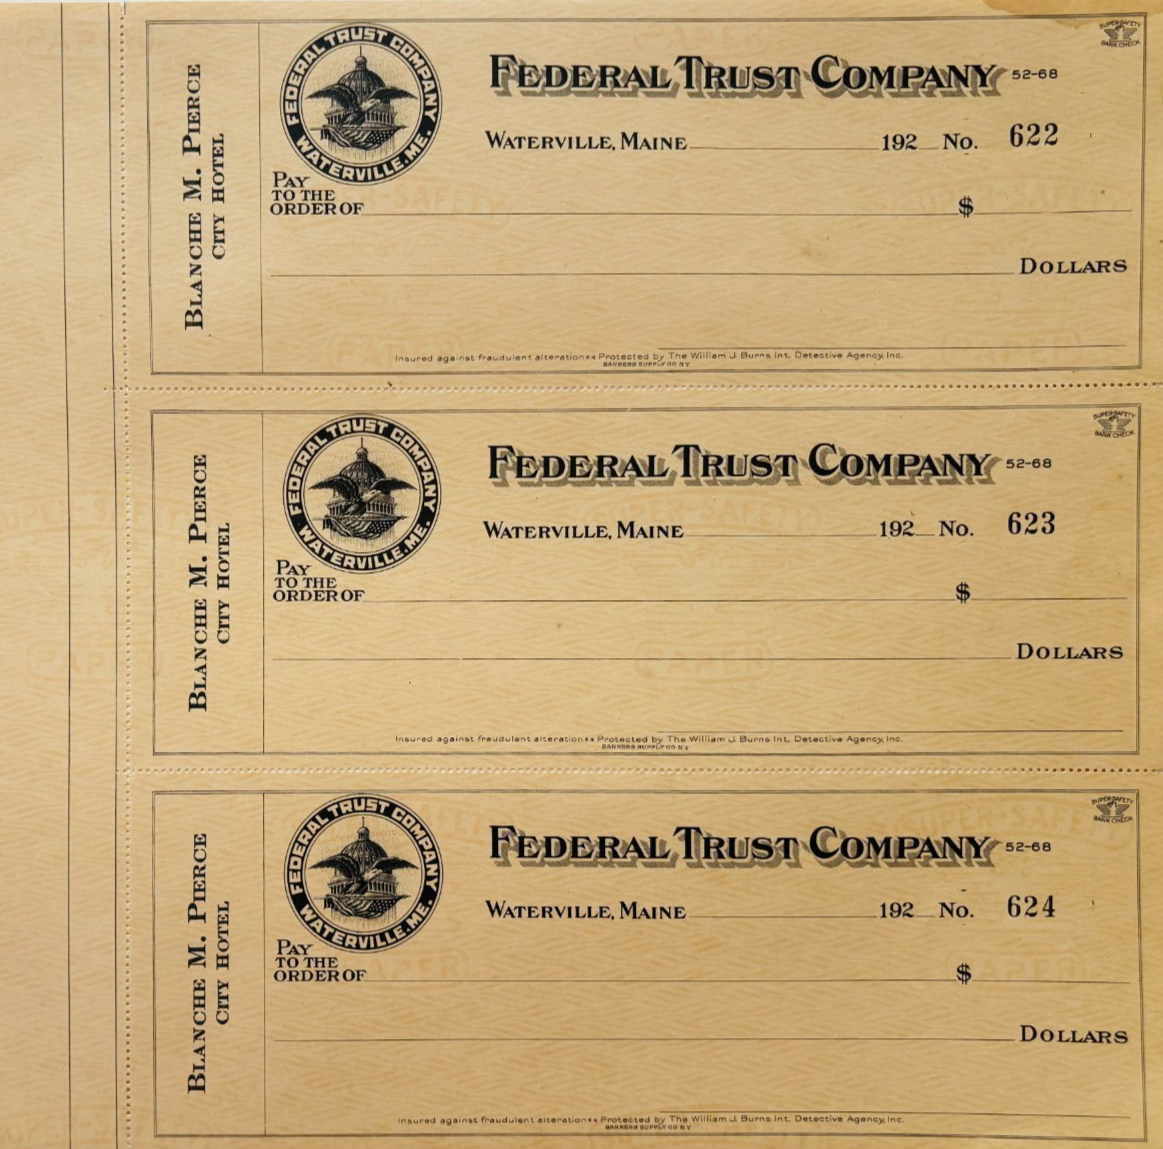 SUPER-SAFETY
BANK CHECK
FEDERAL TRUST COMPANY
WATERVILLE, ME.
BLANCHE M. PIERCE
CITY HOTEL
FEDERAL TRUST COMPANY 52-68
WATERVILLE, MAINE 192 No. 622
PAY
TO THE
ORDER OF $
DOLLARS
Insured against fraudulent alteration ** Protected by The William J. Burns Int. Detective Agency, Inc.
BANKERS SUPPLY CO NY
SUPER-SAFETY
BANK CHECK
FEDERAL TRUST COMPANY
WATERVILLE, ME.
BLANCHE M. PIERCE
CITY HOTEL
FEDERAL TRUST COMPANY 52-68
WATERVILLE, MAINE 192 No. 623
PAY
TO THE
ORDER OF $
DOLLARS
Insured against fraudulent alteration ** Protected by The William J. Burns Int. Detective Agency, Inc.
BANKERS SUPPLY CO NY
SUPER-SAFETY
BANK CHECK
FEDERAL TRUST COMPANY
WATERVILLE, ME.
BLANCHE M. PIERCE
CITY HOTEL
FEDERAL TRUST COMPANY 52-68
WATERVILLE, MAINE 192 No. 624
PAY
TO THE
ORDER OF $
DOLLARS
Insured against fraudulent alteration ** Protected by The William J. Burns Int. Detective Agency, Inc.
BANKERS SUPPLY CO NY